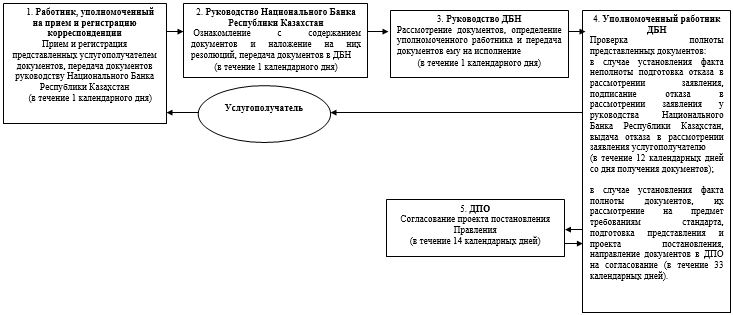 1. Работник, уполномоченный
на прием и регистрацию
корреспонденции
Прием и регистрация
представленных услугополучателем
документов, передача документов
руководству Национального Банка
Республики Казахстан
(в течение 1 календарного дня)
2. Руководство Национального Банка
Республики Казахстан
Ознакомление с содержанием
документов и наложение на них
резолюций, передача документов в ДБН
(в течение 1 календарного дня)
3. Руководство ДБН
Рассмотрение документов, определение
уполномоченного работника и передача
документов ему на исполнение
(в течение 1 календарного дня)
4. Уполномоченный работник
ДБН
Проверка полноты
представленных документов:
в случае установления факта
неполноты подготовка отказа в
рассмотрении заявления,
подписание отказа в
рассмотрении заявления у
руководства Национального
Банка Республики Казахстан,
выдача отказа в рассмотрении
заявления услугополучателю
(в течение 12 календарных дней
со дня получения документов);
в случае установления факта
полноты документов, их
рассмотрение на предмет
требованиям стандарта,
подготовка представления и
проекта постановления,
направление документов в ДПО
на согласование (в течение 33
календарных дней).
Услугополучатель
5. ДПО
Согласование проекта постановления
Правления
(в течение 14 календарных дней)